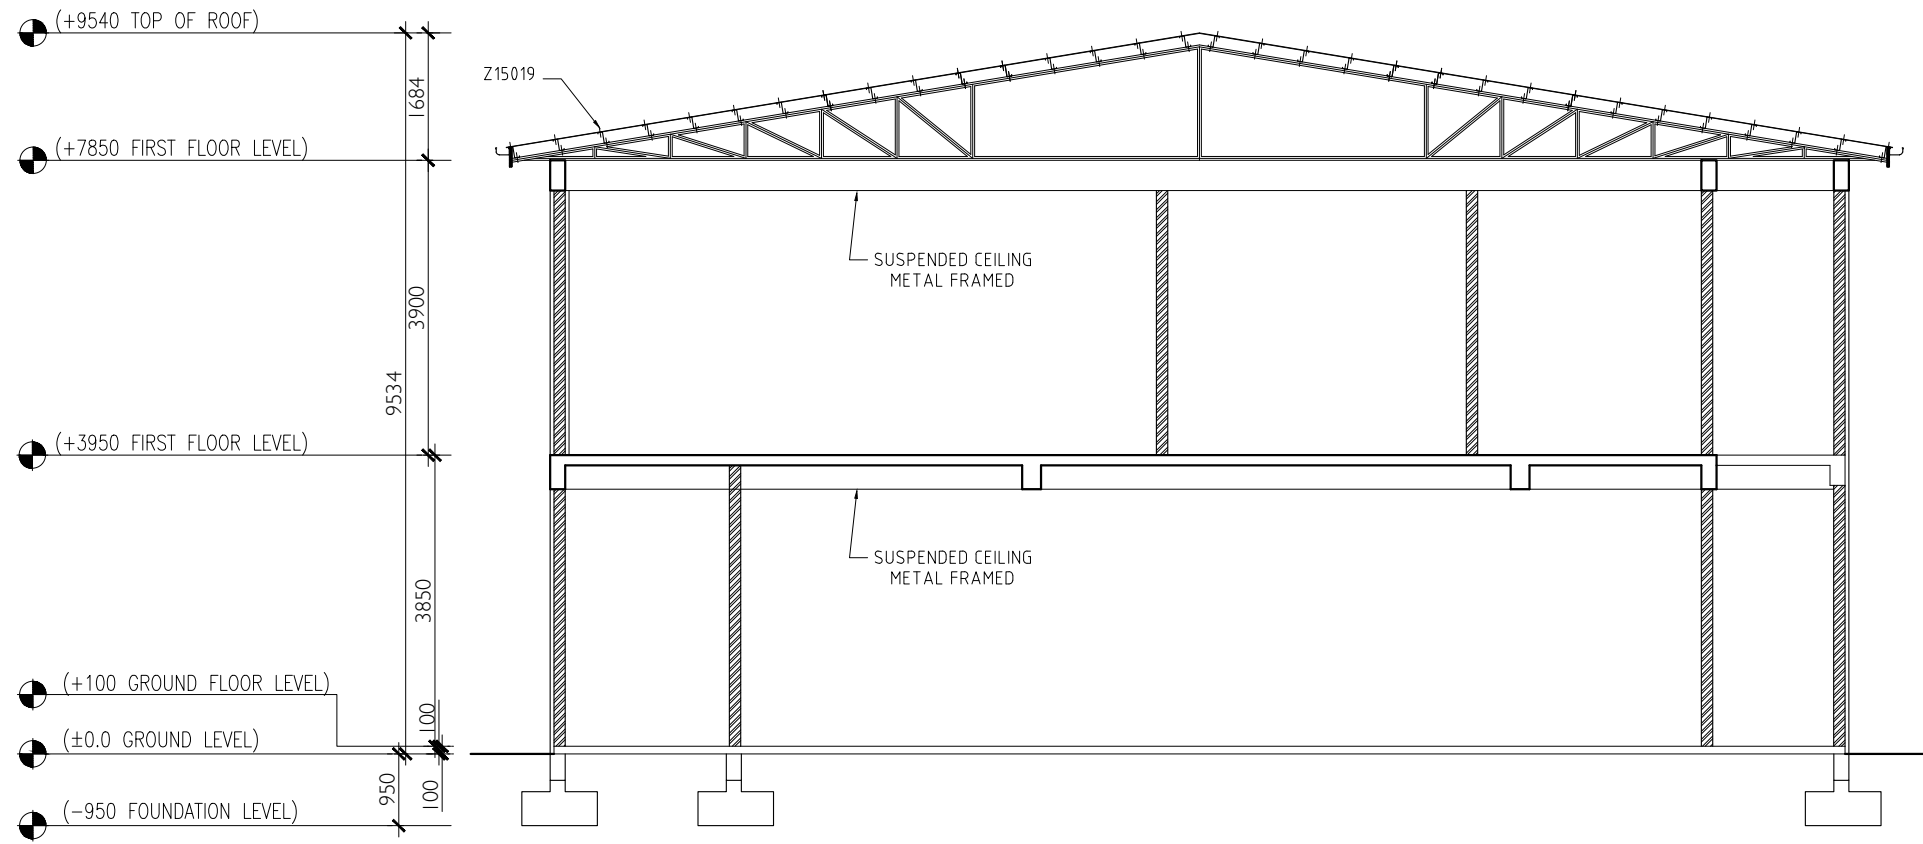 (+9540 TOP OF ROOF)
Z15019
1684
(+7850 FIRST FLOOR LEVEL)
SUSPENDED CEILING
METAL FRAMED
3900
9534
(+3950 FIRST FLOOR LEVEL)
SUSPENDED CEILING
METAL FRAMED
3850
(+100 GROUND FLOOR LEVEL)
100
(±0.0 GROUND LEVEL)
950
100
(-950 FOUNDATION LEVEL)